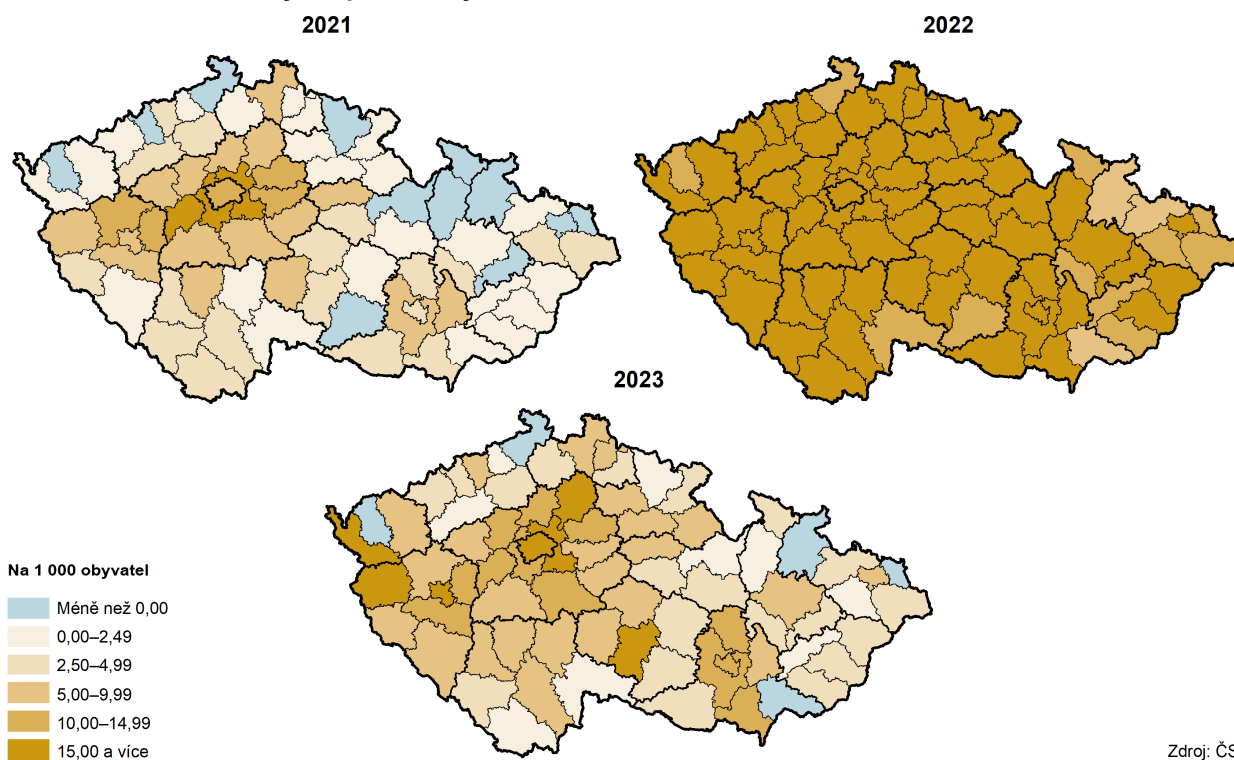 2021
2022
2023
Na 1 000 obyvatel
Méně než 0,00
0,00–2,49
2,50–4,99
5,00–9,99
10,00–14,99
15,00 a více
Zdroj: